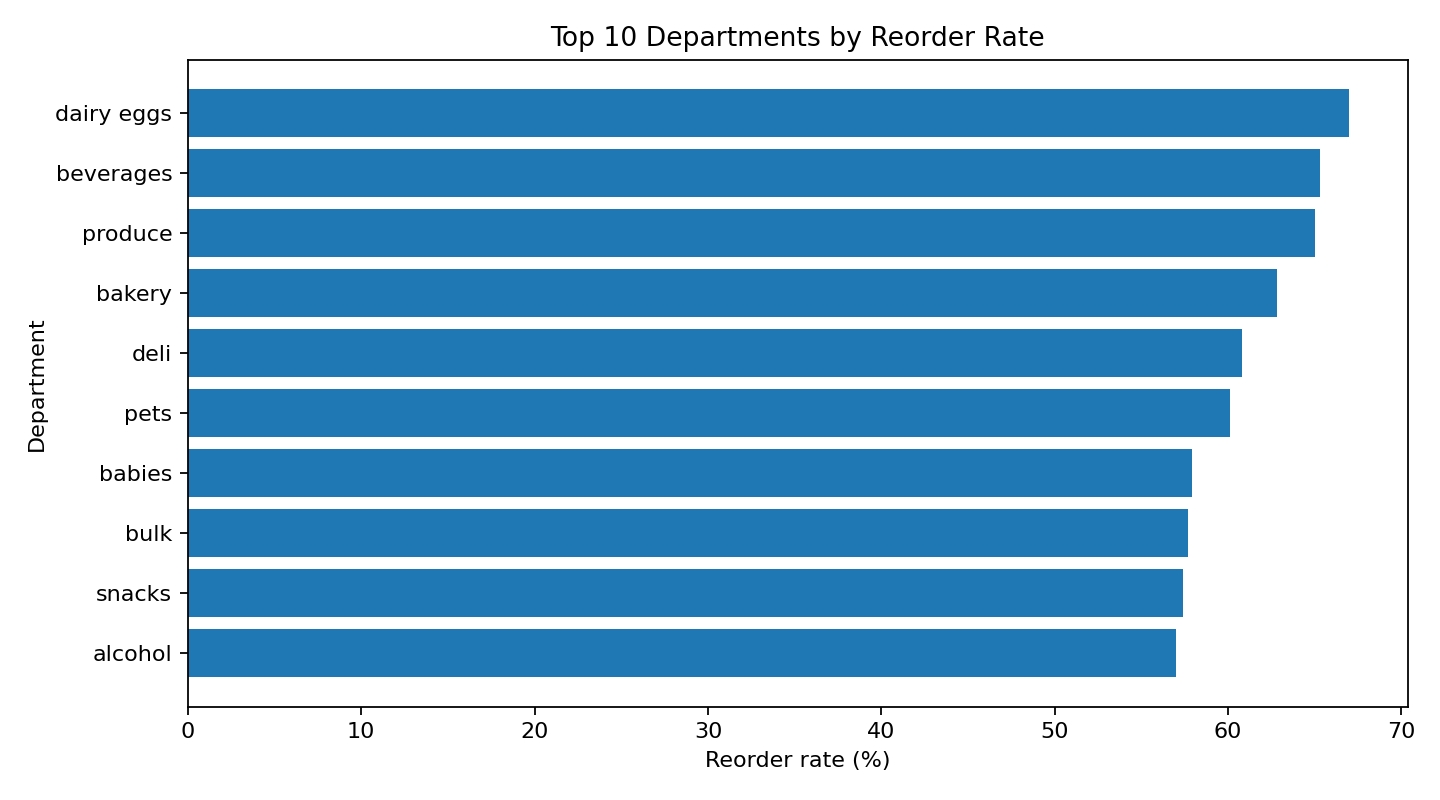 Top 10 Departments by Reorder Rate
dairy eggs
beverages
produce
bakery
deli
pets
babies
bulk
snacks
alcohol
Department
0 10 20 30 40 50 60 70
Reorder rate (%)